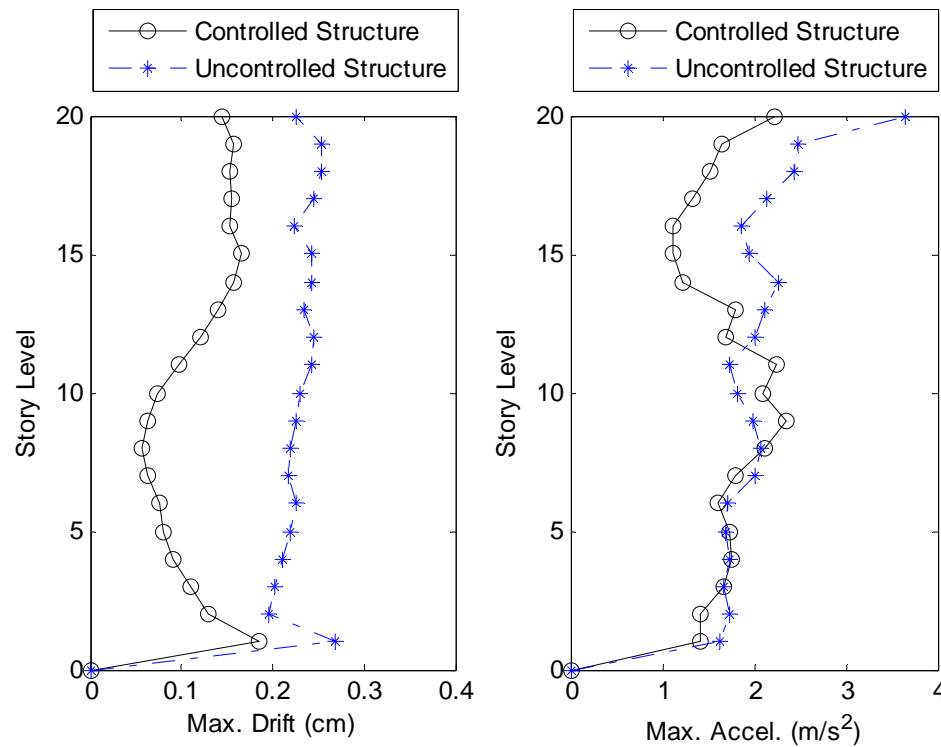 Controlled Structure
Uncontrolled Structure
20
15
10
5
0
Story Level
0
0.1
0.2
0.3
0.4
Max. Drift (cm)
Controlled Structure
Uncontrolled Structure
20
15
10
5
0
Story Level
0
1
2
3
4
Max. Accel. (m/s²)